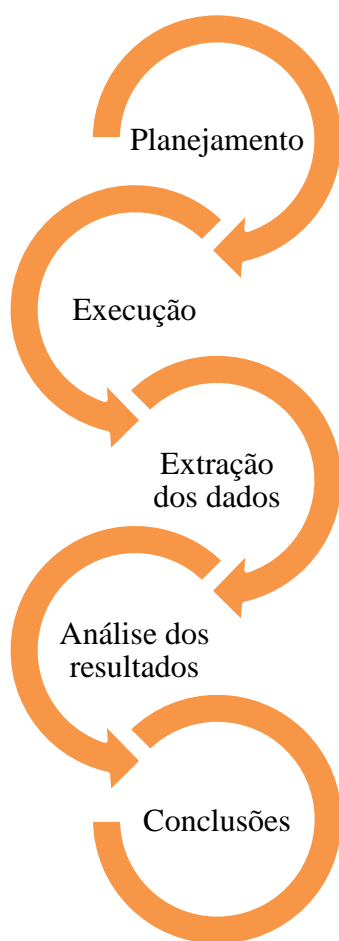 Planejamento
Execução
Extração
dos dados
Análise dos
resultados
Conclusões